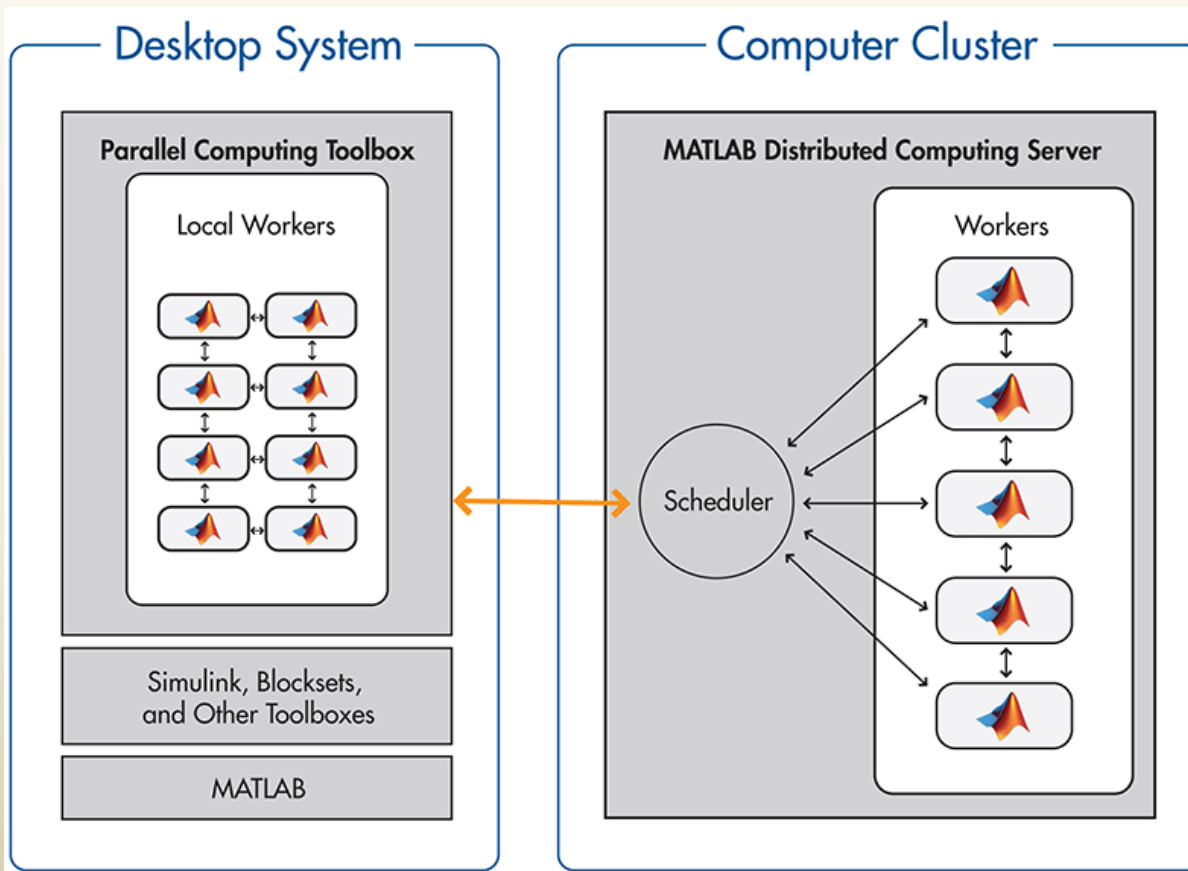 Desktop System
Parallel Computing Toolbox
Local Workers
Simulink, Blocksets,
and Other Toolboxes
MATLAB
Computer Cluster
MATLAB Distributed Computing Server
Workers
Scheduler